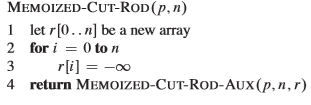 MEMOIZED-CUT-ROD(p, n)
1 let r[0..n] be a new array
2 for i = 0 to n
3 r[i] = −∞
4 return MEMOIZED-CUT-ROD-AUX(p, n, r)